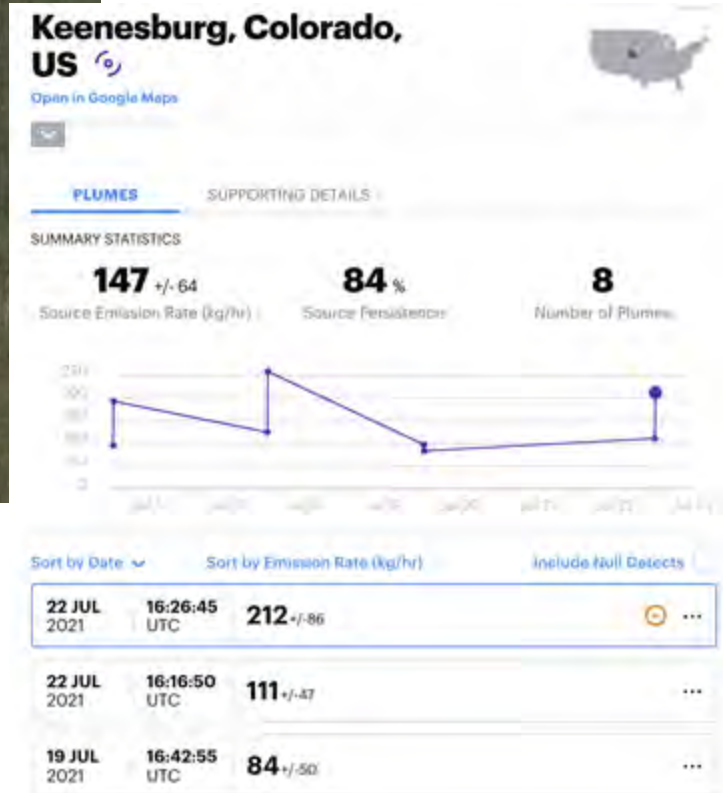 Keenesburg, Colorado,
US
Open in Google Maps
PLUMES SUPPORTING DETAILS
SUMMARY STATISTICS
147 +/- 64 84 % 8
Source Emission Rate (kg/hr) Source Persistence Number of Plumes
0
Sort by Date Sort by Emission Rate (kg/hr) Include Null Detects
22 JUL 16:26:45 212 +/-86
2021 UTC
22 JUL 16:16:50 111 +/-47
2021 UTC
19 JUL 16:42:55 84 +/-50
2021 UTC